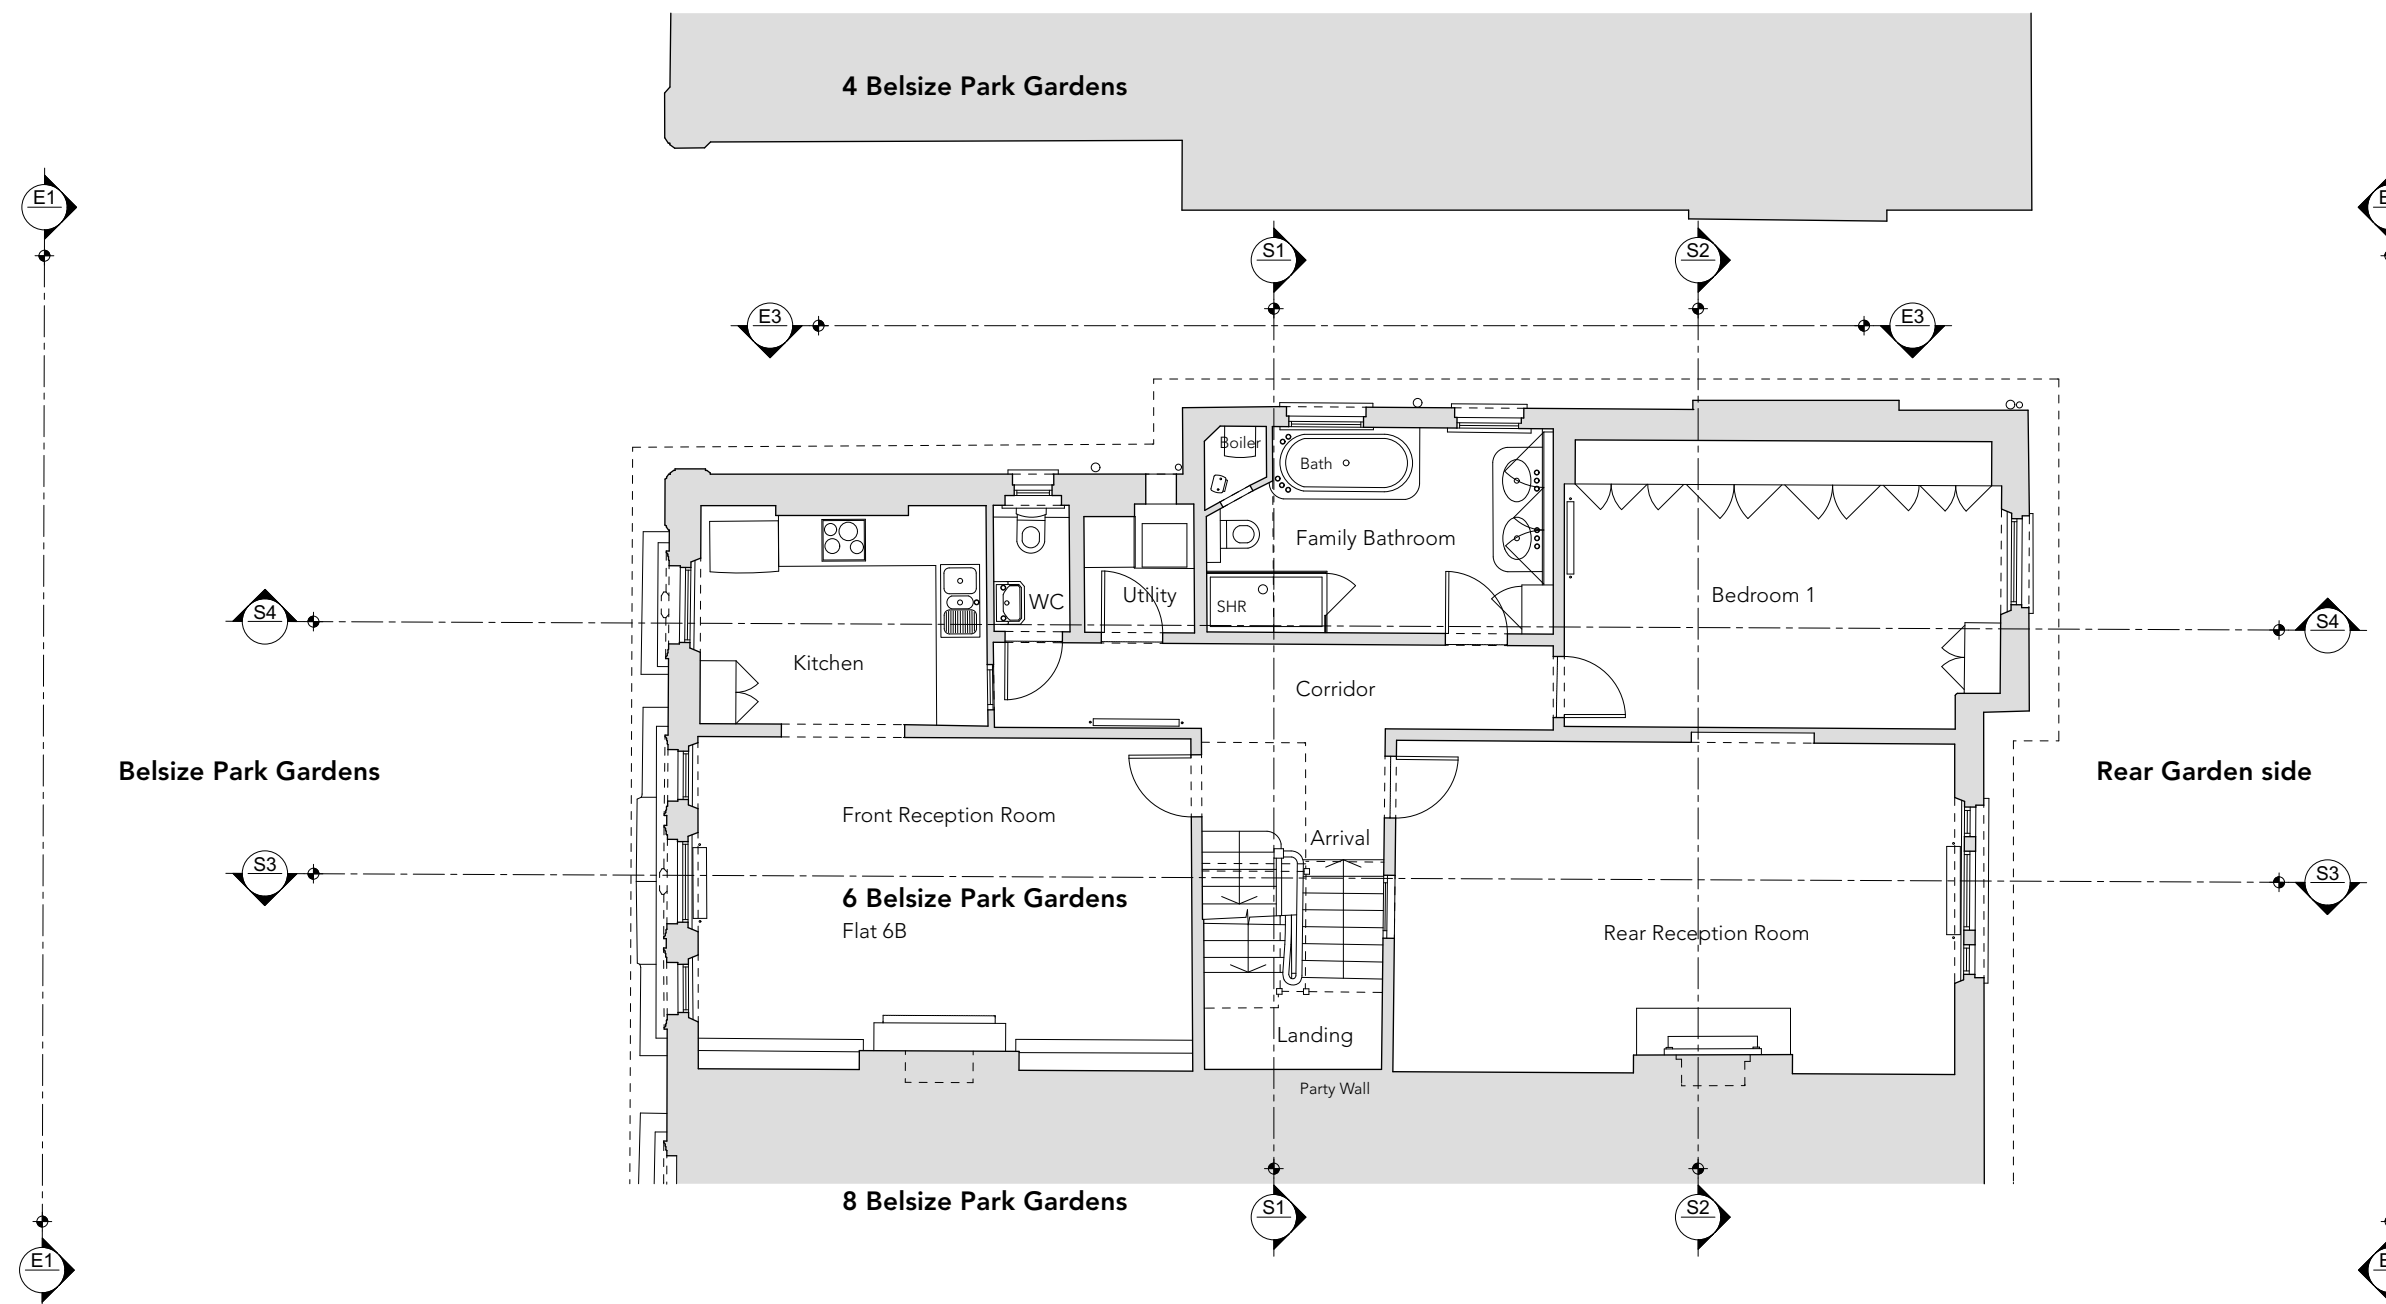 4 Belsize Park Gardens
E1
S1
S2
E3
E3
Boiler
Bath
Family Bathroom
Bedroom 1
WC
Utility
SHR
S4
S4
Kitchen
Corridor
Belsize Park Gardens
Rear Garden side
Front Reception Room
Arrival
S3
S3
6 Belsize Park Gardens
Flat 6B
Rear Reception Room
Landing
Party Wall
8 Belsize Park Gardens
S1
S2
E1